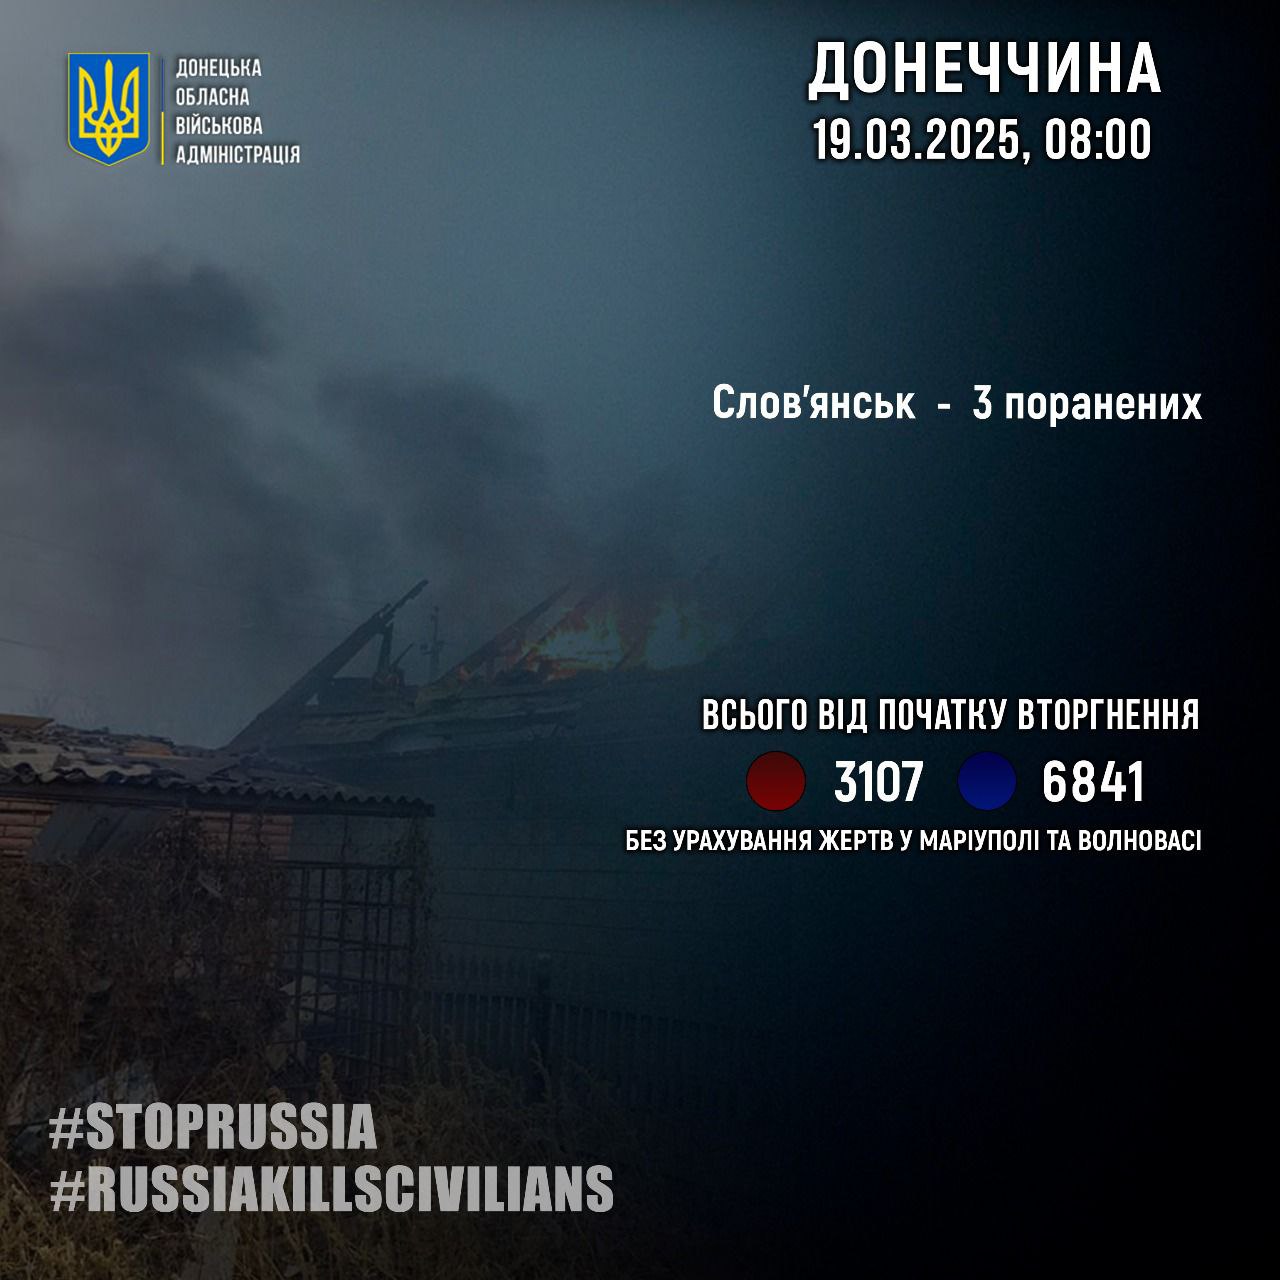 ДОНЕЦЬКА
ОБЛАСНА
ВІЙСЬКОВА
АДМІНІСТРАЦІЯ
ДОНЕЧЧИНА
19.03.2025, 08:00
Слов'янськ - 3 поранених
ВСЬОГО ВІД ПОЧАТКУ ВТОРГНЕННЯ
3107 6841
БЕЗ УРАХУВАННЯ ЖЕРТВ У МАРІУПОЛІ ТА ВОЛНОВАСІ
#STOPRUSSIA
#RUSSIAKILLSCIVILIANS